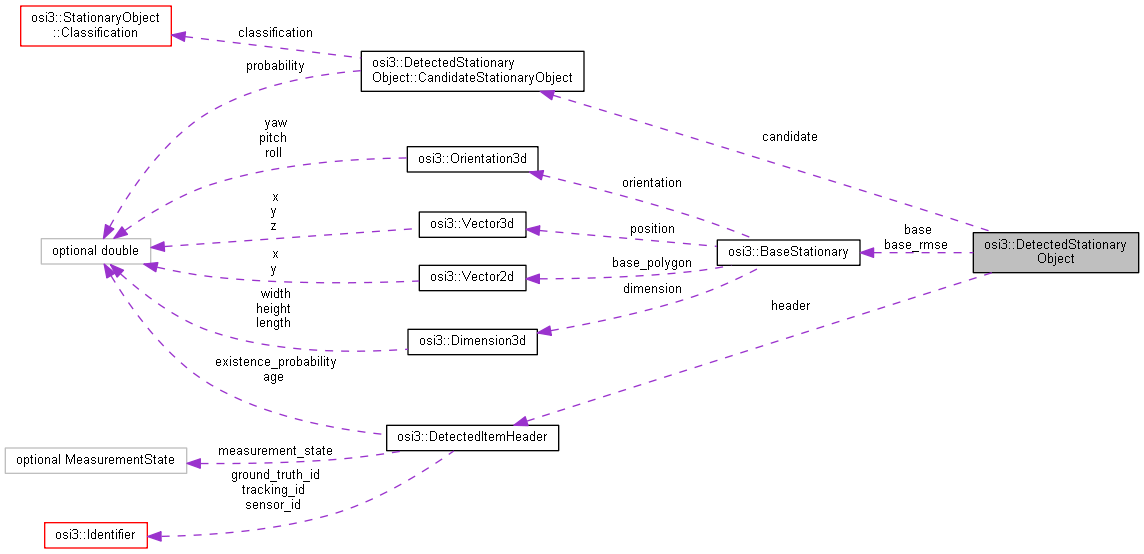 osi3::StationaryObject
::Classification
classification
probability
osi3::DetectedStationary
Object::CandidateStationaryObject
candidate
yaw
pitch
roll
osi3::Orientation3d
orientation
x
y
z
osi3::Vector3d
position
optional double
x
y
osi3::Vector2d
base_polygon
osi3::BaseStationary
base
base_rmse
osi3::DetectedStationary
Object
dimension
width
height
length
osi3::Dimension3d
header
existence_probability
age
osi3::DetectedItemHeader
measurement_state
optional MeasurementState
ground_truth_id
tracking_id
sensor_id
osi3::Identifier